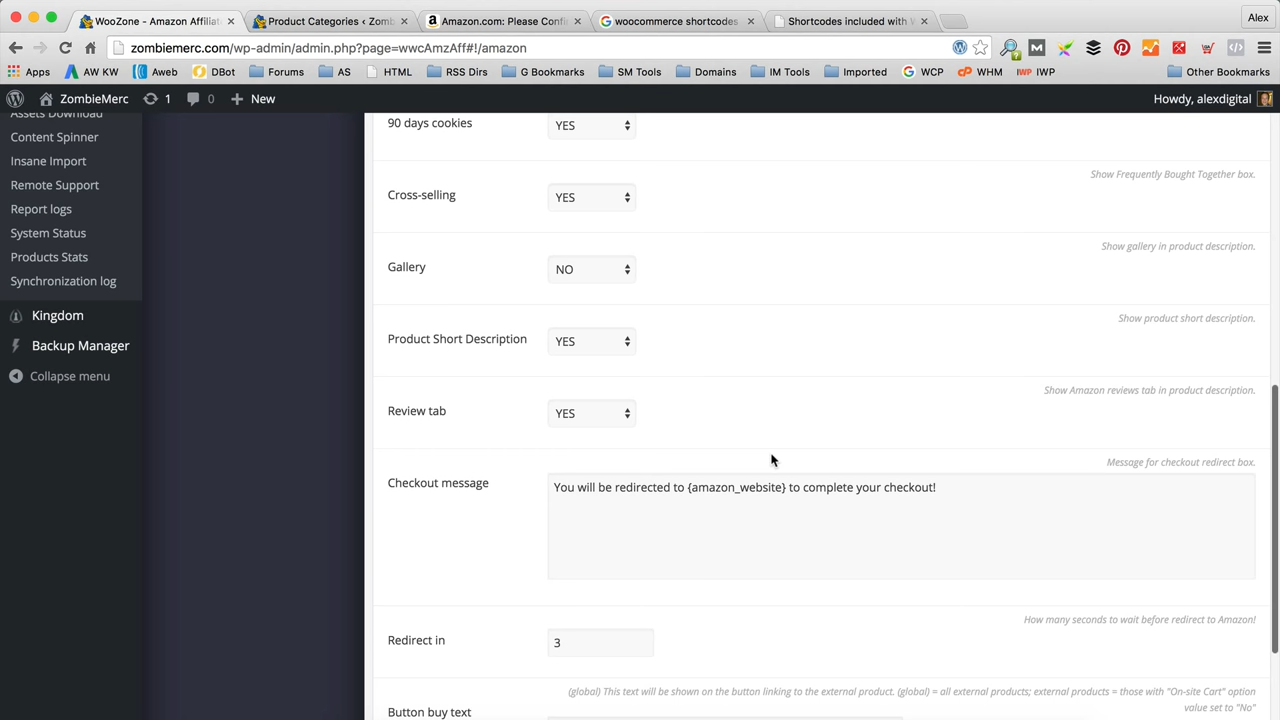 WooZone - Amazon Affiliat
Product Categories ‹ Zomb
Amazon.com: Please Confi
woocommerce shortcodes
Shortcodes included with W
Alex
zombiemerc.com/wp-admin/admin.php?page=wwcAmzAff#!/amazon
Apps
AW KW
Aweb
DBot
Forums
AS
HTML
RSS Dirs
G Bookmarks
SM Tools
Domains
IM Tools
Imported
WCP
WHM
IWP
Other Bookmarks
ZombieMerc
1
0
New
Howdy, alexdigital
Assets Download
Content Spinner
Insane Import
Remote Support
Report logs
System Status
Products Stats
Synchronization log
Kingdom
Backup Manager
Collapse menu
90 days cookies
YES
Show Frequently Bought Together box.
Cross-selling
YES
Show gallery in product description.
Gallery
NO
Show product short description.
Product Short Description
YES
Show Amazon reviews tab in product description.
Review tab
YES
Message for checkout redirect box.
Checkout message
You will be redirected to {amazon_website} to complete your checkout!
How many seconds to wait before redirect to Amazon!
Redirect in
3
(global) This text will be shown on the button linking to the external product. (global) = all external products; external products = those with "On-site Cart" option
value set to "No"
Button buy text